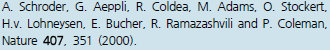 A. Schroder, G. Aeppli, R. Coldea, M. Adams, O. Stockert,
H.v. Lohneysen, E. Bucher, R. Ramazashvili and P. Coleman,
Nature 407, 351 (2000).